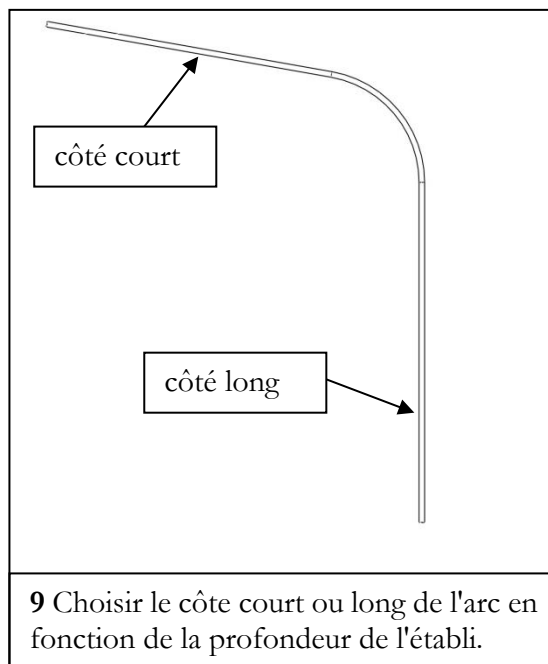 côté court
côté long
9 Choisir le côte court ou long de l'arc en
fonction de la profondeur de l'établi.